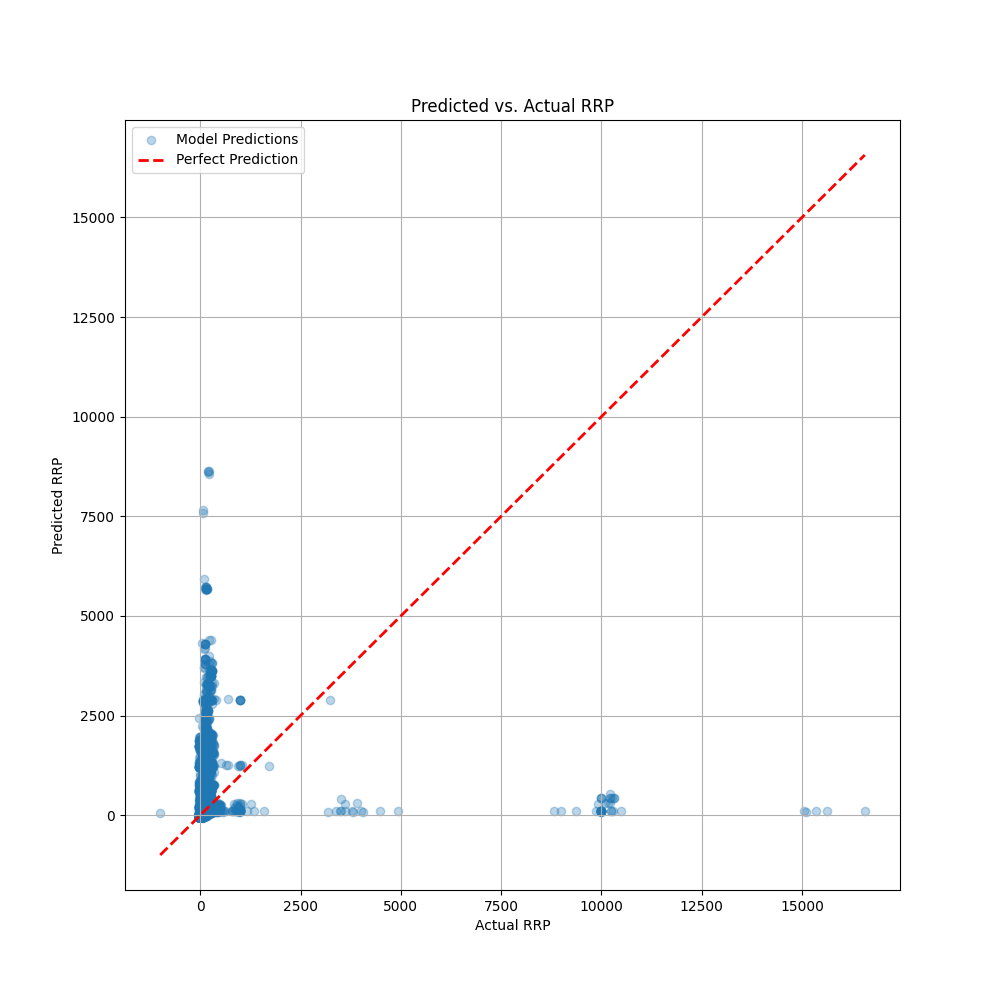 Predicted vs. Actual RRP
Model Predictions
Perfect Prediction
15000
12500
10000
7500
5000
2500
0
Predicted RRP
0 2500 5000 7500 10000 12500 15000
Actual RRP